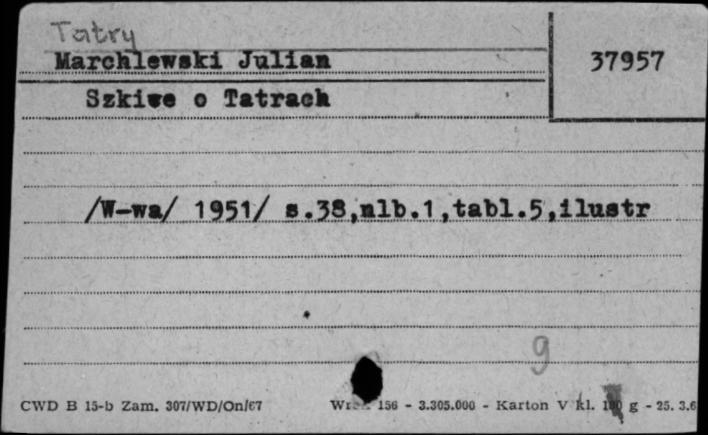 Tatry
Marchlewski Julian
37957
Szkiwe o Tatrach
/W-wa/ 1951/ s.38,nlb.1,tabl.5,ilustr
9
CWD B 15-b Zam. 307/WD/On/67
156 - 3.305.000 - Karton V kl. g - 25. 3.6